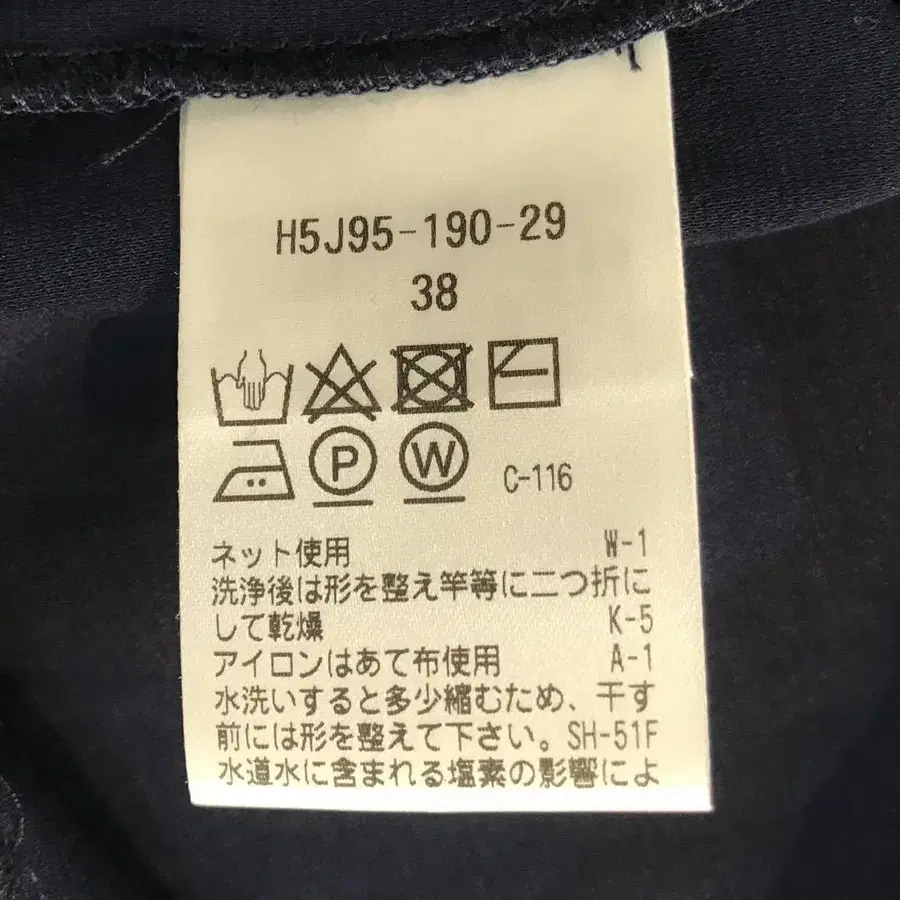 H5J95-190-29
38
P W C-116
ネット使用 W-1
洗浄後は形を整え竿等に二つ折に
して乾燥 K-5
アイロンはあて布使用 A-1
水洗いすると多少縮むため、干す
前には形を整えて下さい。SH-51F
水道水に含まれる塩素の影響によ